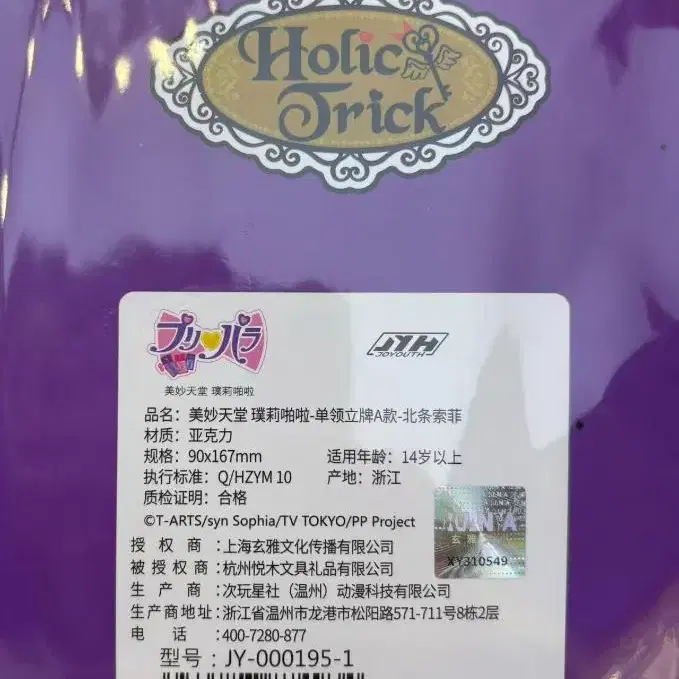 Holic
Trick
プリパラ
美妙天堂 璞莉啪啦
JYH
JOYOUTH
品名：美妙天堂 璞莉啪啦-单领立牌A款-北条索菲
材质：亚克力
规格：90x167mm 适用年龄：14岁以上
执行标准：Q/HZYM 10 产地：浙江
质检证明：合格
©T-ARTS/syn Sophia/TV TOKYO/PP Project
玄雅
XY310549
授权商：上海玄雅文化传播有限公司
被授权商：杭州悦木文具礼品有限公司
生产商：次玩星社（温州）动漫科技有限公司
生产商地址：浙江省温州市龙港市松阳路571-711号8栋2层
电话：400-7280-877
型号：JY-000195-1